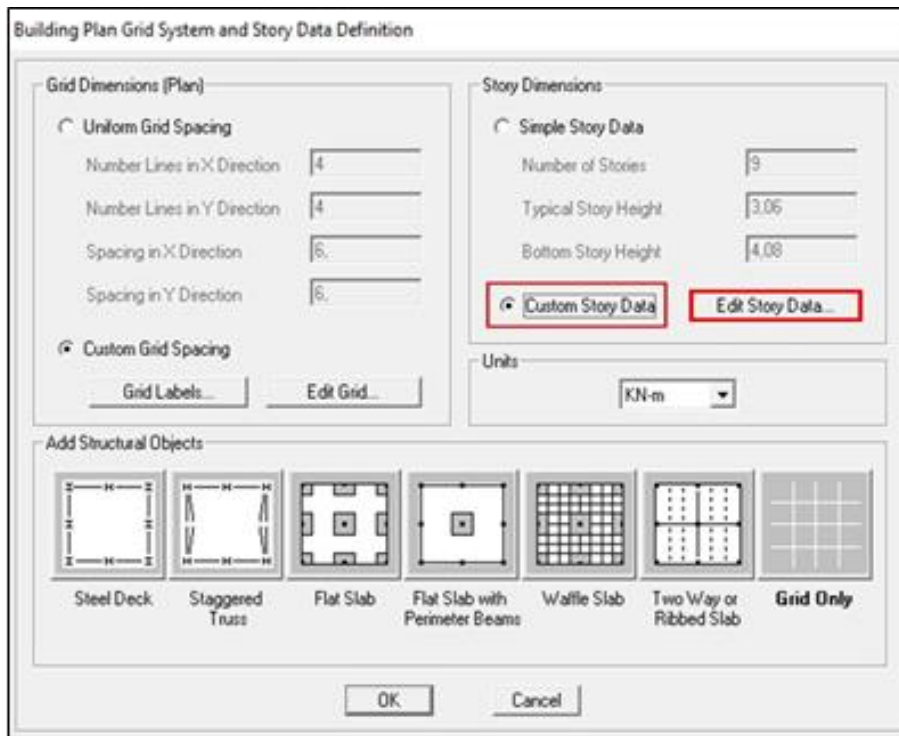 Building Plan Grid System and Story Data Definition
Grid Dimensions (Plan)
Uniform Grid Spacing
Number Lines in X Direction
4
Number Lines in Y Direction
4
Spacing in X Direction
6,
Spacing in Y Direction
6,
Custom Grid Spacing
Grid Labels...
Edit Grid...
Story Dimensions
Simple Story Data
Number of Stories
9
Typical Story Height
3,06
Bottom Story Height
4,08
Custom Story Data
Edit Story Data...
Units
KN-m
Add Structural Objects
Steel Deck
Staggered
Truss
Flat Slab
Flat Slab with
Perimeter Beams
Waffle Slab
Two Way or
Ribbed Slab
Grid Only
OK
Cancel